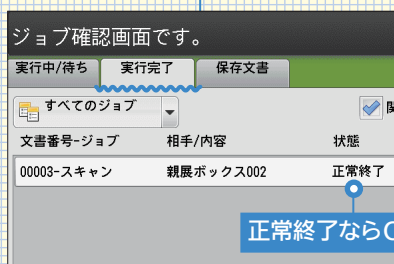 ジョブ確認画面です。
実行中/待ち 実行完了 保存文書
すべてのジョブ
文書番号-ジョブ 相手/内容 状態
00003-スキャン 親展ボックス002 正常終了
正常終了なら